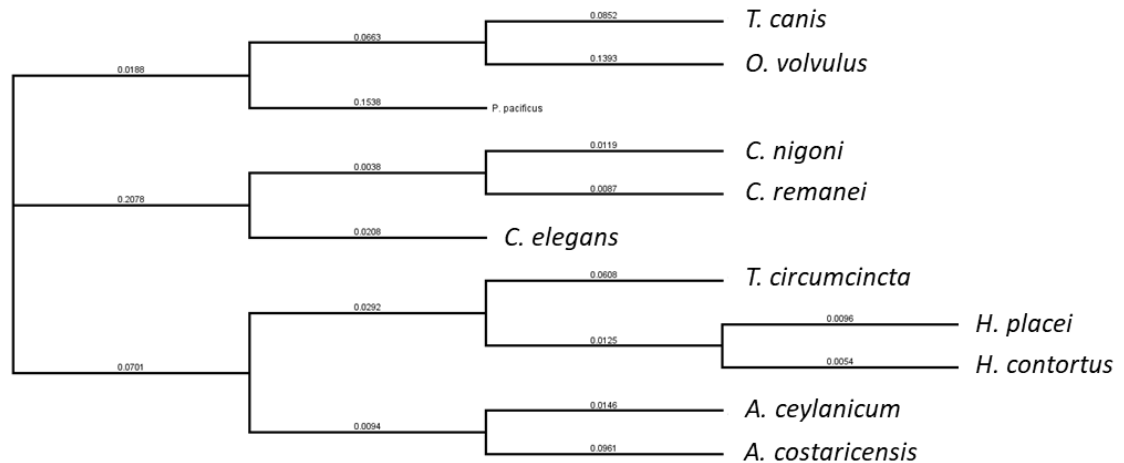 0.0852
T. canis
0.0663
0.1393
O. volvulus
0.0188
0.1538
P. pacificus
0.0119
C. nigoni
0.0038
0.0087
C. remanei
0.2078
0.0208
C. elegans
0.0608
T. circumcincta
0.0292
0.0096
H. placei
0.0125
0.0054
H. contortus
0.0701
0.0146
A. ceylanicum
0.0094
0.0961
A. costaricensis